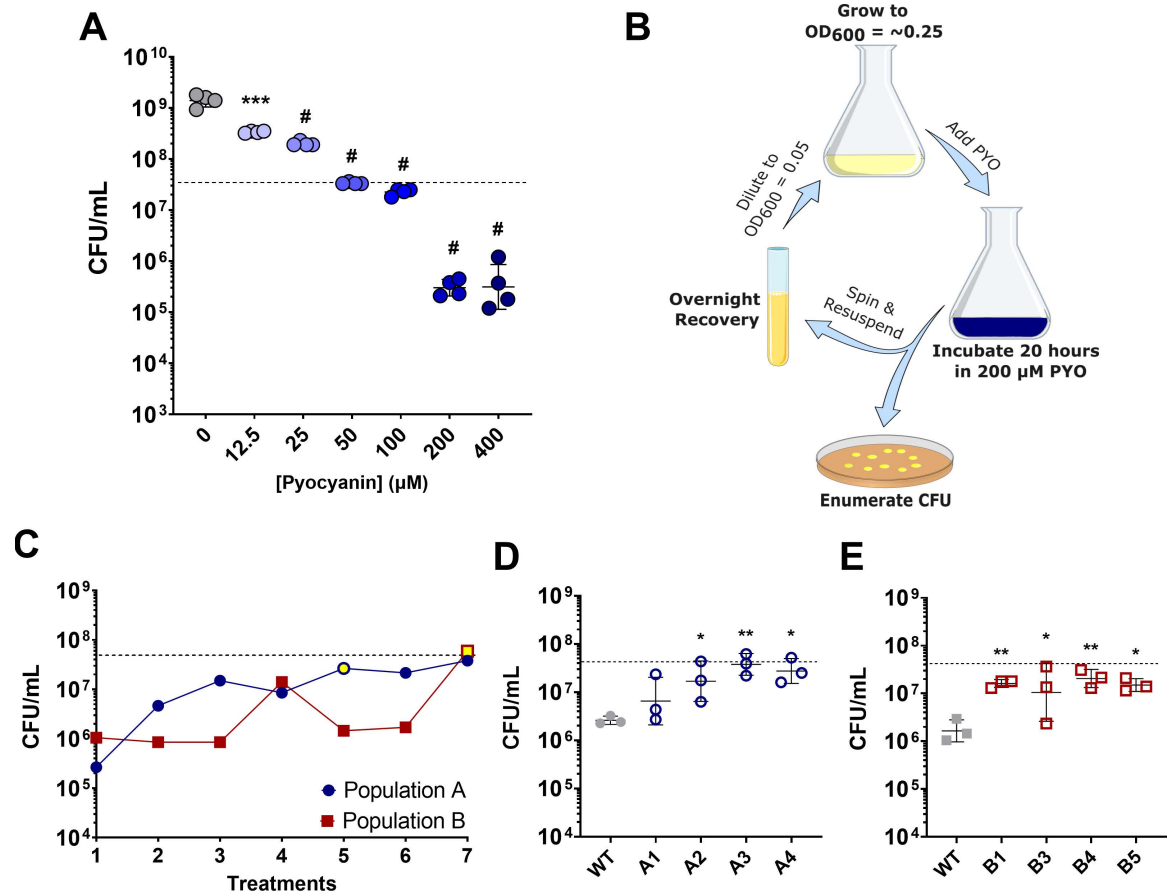 A
CFU/mL
10^10
10^9
10^8
10^7
10^6
10^5
10^4
10^3
***
#
#
#
#
#
0
12.5
25
50
100
200
400
[Pyocyanin] (µM)
B
Grow to
OD600 = ~0.25
Add PYO
Dilute to
OD600 = 0.05
Overnight
Recovery
Spin &
Resuspend
Incubate 20 hours
in 200 µM PYO
Enumerate CFU
C
CFU/mL
10^9
10^8
10^7
10^6
10^5
10^4
Population A
Population B
1
2
3
4
5
6
7
Treatments
D
CFU/mL
10^9
10^8
10^7
10^6
10^5
10^4
*
**
*
WT
A1
A2
A3
A4
E
CFU/mL
10^9
10^8
10^7
10^6
10^5
10^4
**
*
**
*
WT
B1
B3
B4
B5